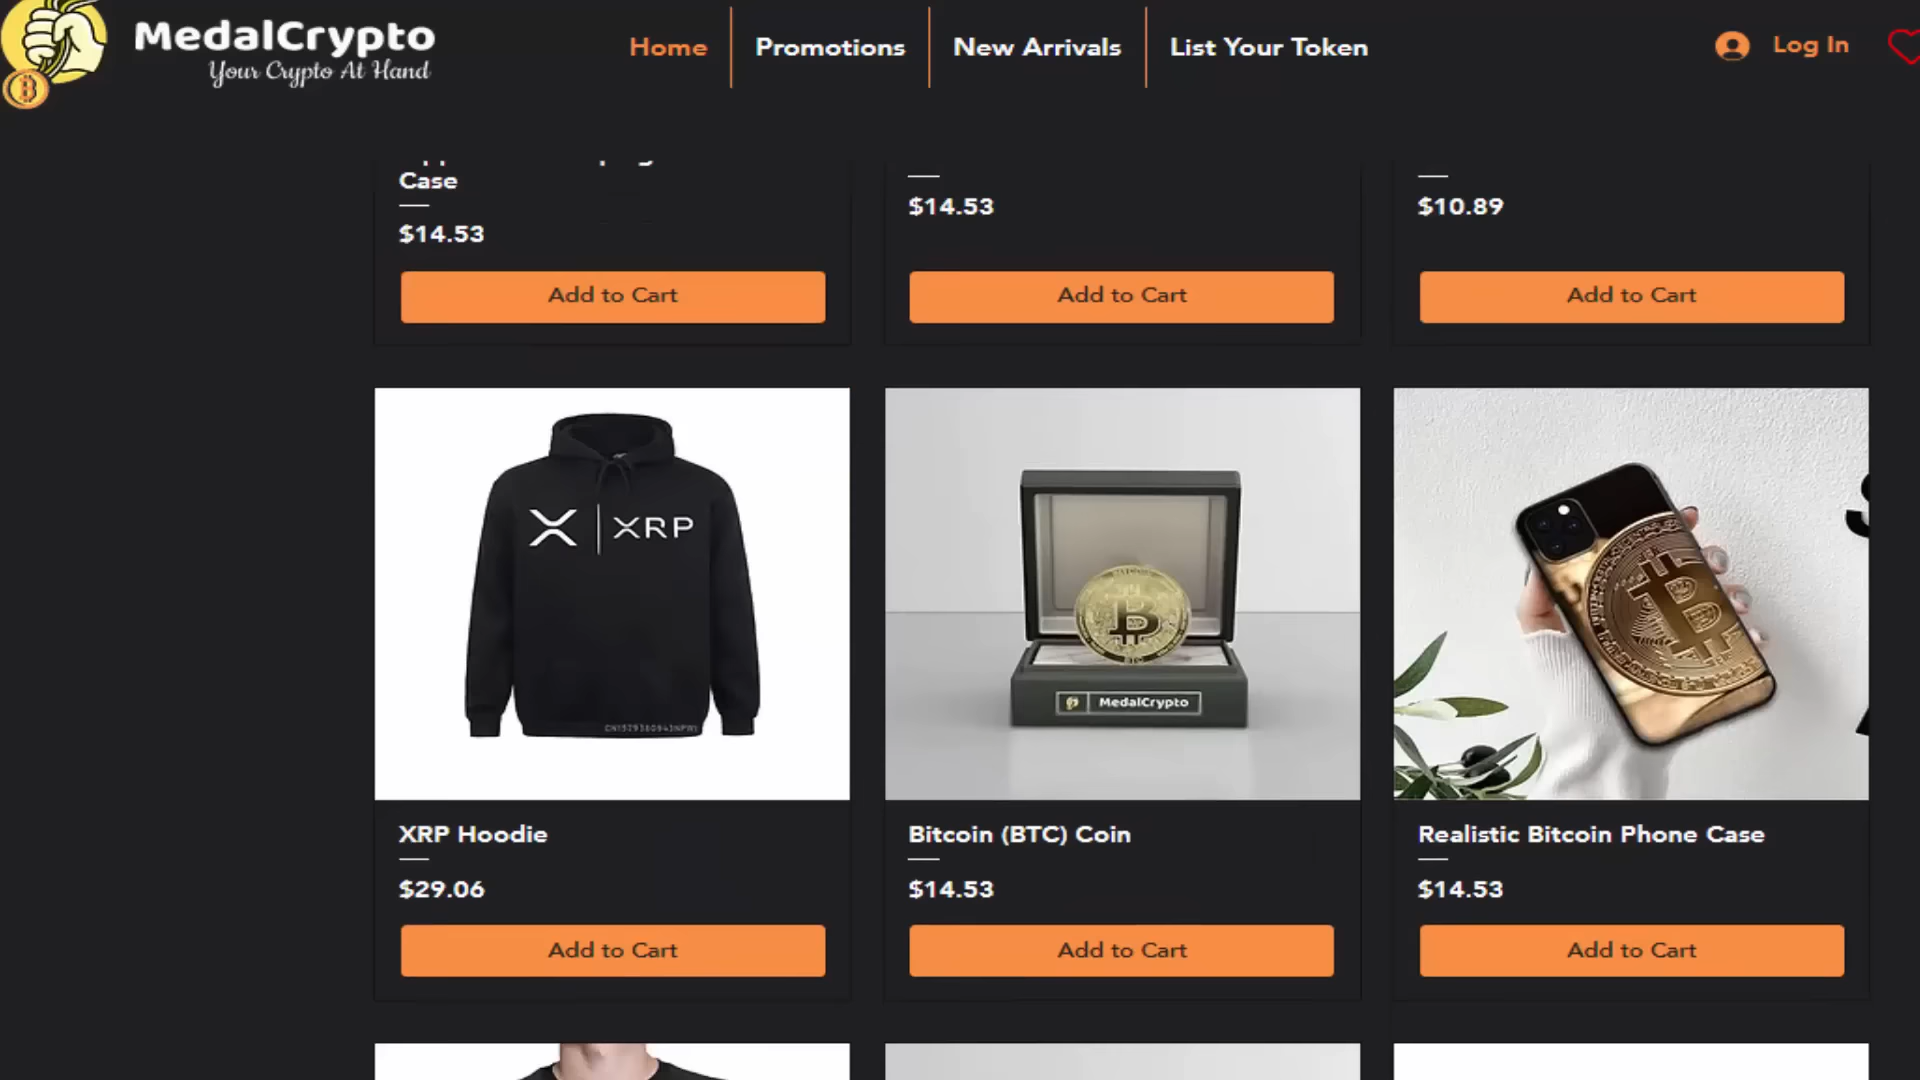 MedalCrypto
Your Crypto At Hand
Home
Promotions
New Arrivals
List Your Token
Log In
Case
$14.53
$14.53
$10.89
Add to Cart
Add to Cart
Add to Cart
X | XRP
MedalCrypto
XRP Hoodie
Bitcoin (BTC) Coin
Realistic Bitcoin Phone Case
$29.06
$14.53
$14.53
Add to Cart
Add to Cart
Add to Cart